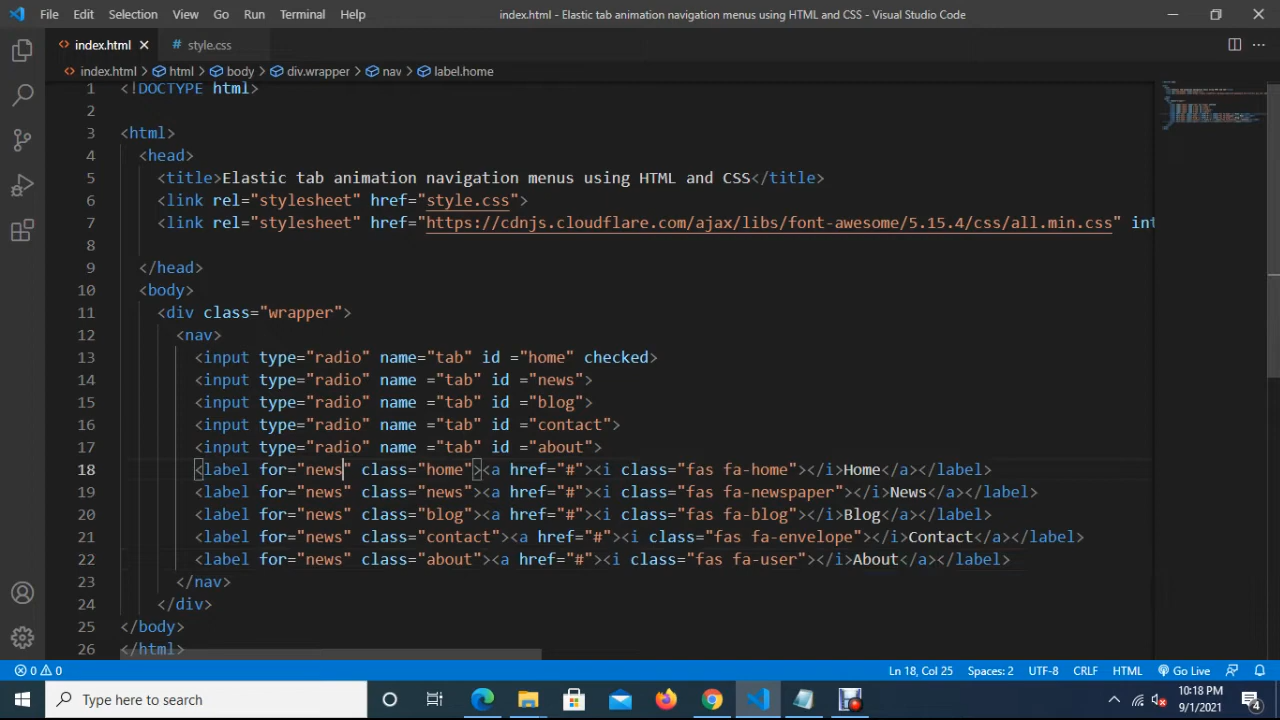 File Edit Selection View Go Run Terminal Help index.html - Elastic tab animation navigation menus using HTML and CSS - Visual Studio Code
index.html style.css
index.html > html > body > div.wrapper > nav > label.home
1 <!DOCTYPE html>
2
3 <html>
4 <head>
5 <title>Elastic tab animation navigation menus using HTML and CSS</title>
6 <link rel="stylesheet" href="style.css">
7 <link rel="stylesheet" href="https://cdnjs.cloudflare.com/ajax/libs/font-awesome/5.15.4/css/all.min.css" int
8
9 </head>
10 <body>
11 <div class="wrapper">
12 <nav>
13 <input type="radio" name="tab" id ="home" checked>
14 <input type="radio" name ="tab" id ="news">
15 <input type="radio" name ="tab" id ="blog">
16 <input type="radio" name ="tab" id ="contact">
17 <input type="radio" name ="tab" id ="about">
18 <label for="news" class="home"><a href="#"><i class="fas fa-home"></i>Home</a></label>
19 <label for="news" class="news"><a href="#"><i class="fas fa-newspaper"></i>News</a></label>
20 <label for="news" class="blog"><a href="#"><i class="fas fa-blog"></i>Blog</a></label>
21 <label for="news" class="contact"><a href="#"><i class="fas fa-envelope"></i>Contact</a></label>
22 <label for="news" class="about"><a href="#"><i class="fas fa-user"></i>About</a></label>
23 </nav>
24 </div>
25 </body>
26 </html>
0 0 Ln 18, Col 25 Spaces: 2 UTF-8 CRLF HTML Go Live
Type here to search
10:18 PM
9/1/2021
4